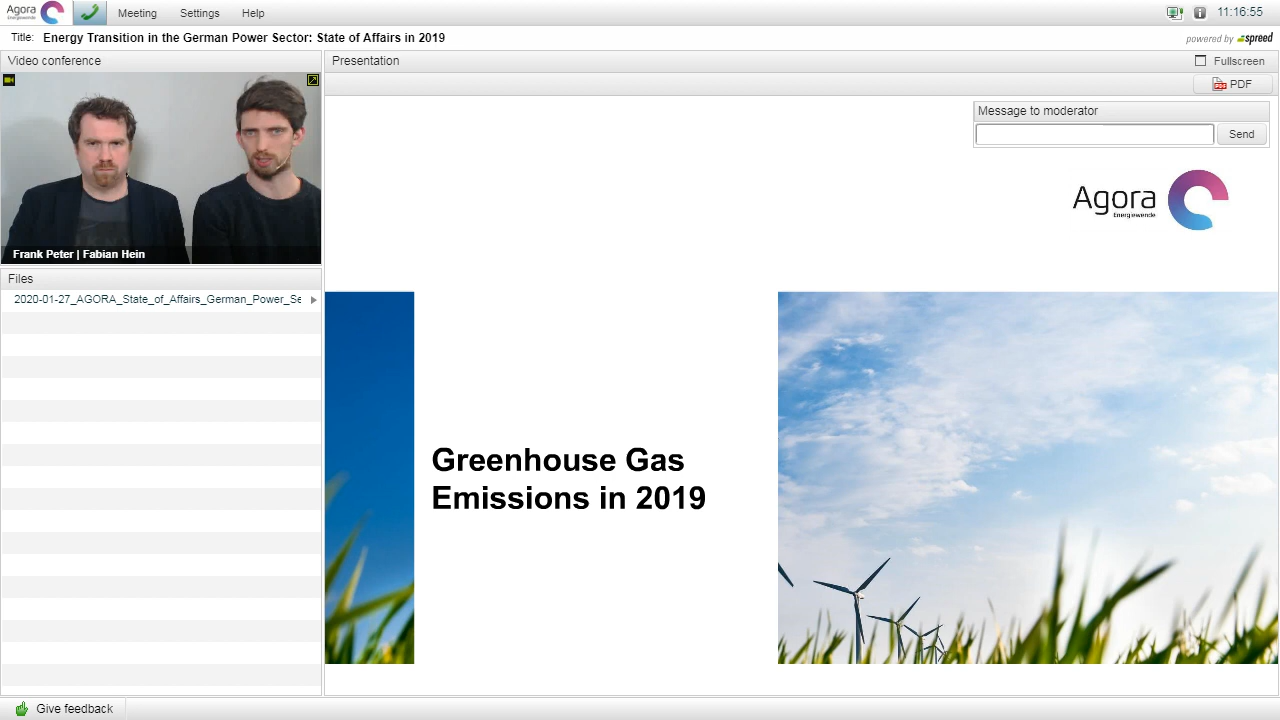 Agora
Energiewende
Meeting
Settings
Help
11:16:55
Title: Energy Transition in the German Power Sector: State of Affairs in 2019
powered by spreed
Video conference
Presentation
Fullscreen
PDF
Message to moderator
Send
Agora
Energiewende
Frank Peter | Fabian Hein
Files
2020-01-27_AGORA_State_of_Affairs_German_Power_Se
Greenhouse Gas
Emissions in 2019
Give feedback